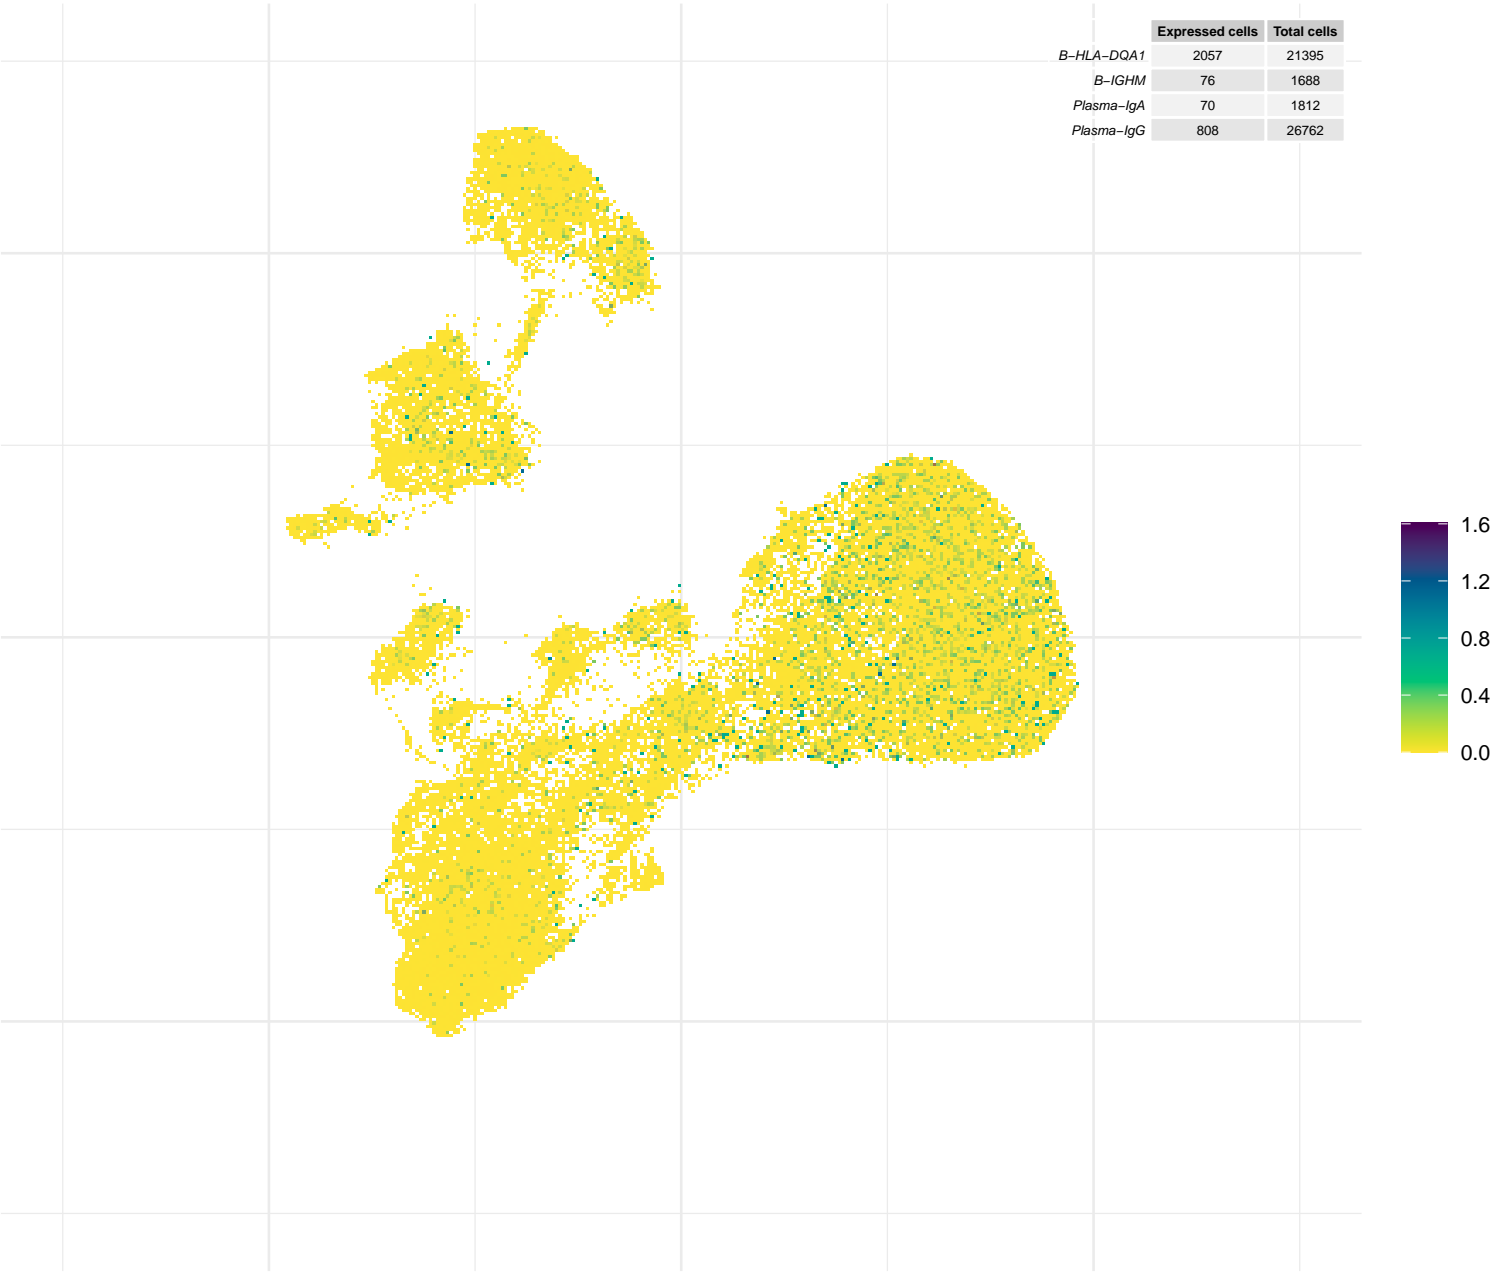 Expressed cells Total cells
B−HLA−DQA1 2057 21395
B−IGHM 76 1688
Plasma−IgA 70 1812
Plasma−IgG 808 26762
1.6
1.2
0.8
0.4
0.0